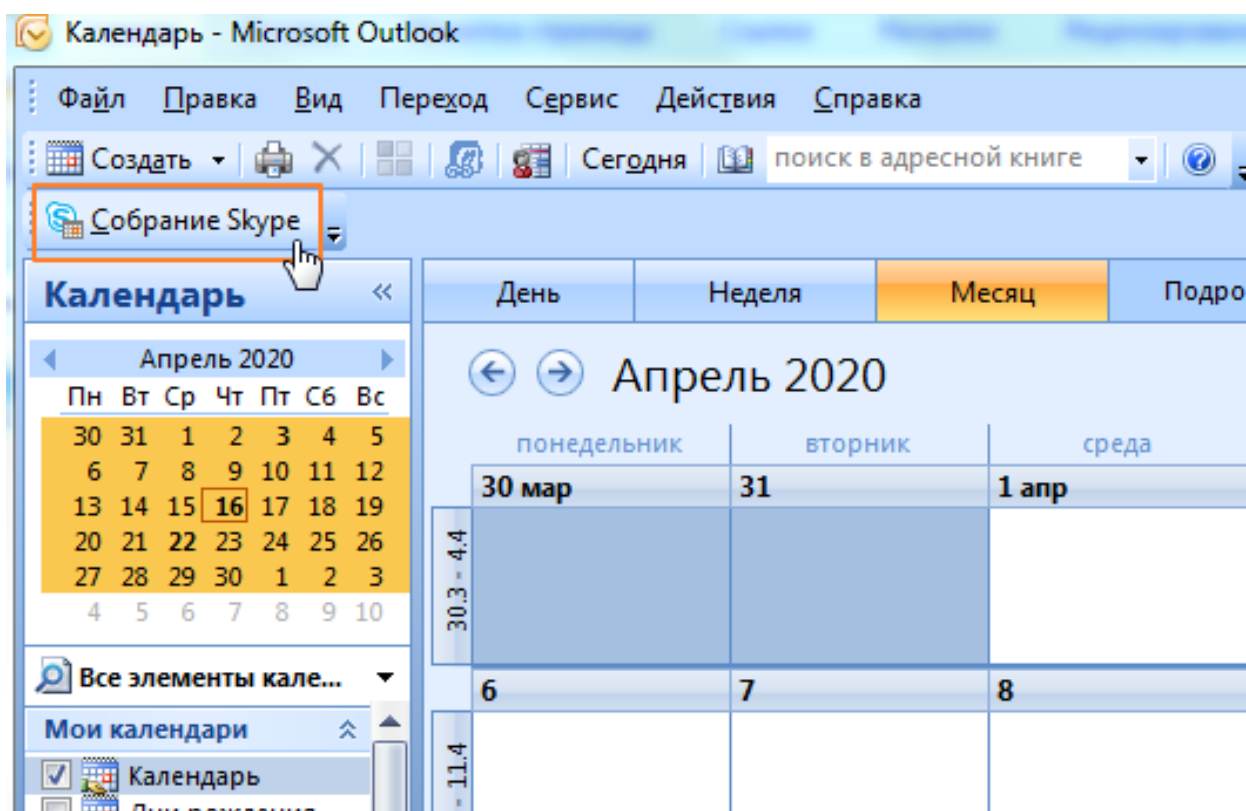 Календарь - Microsoft Outlook
Файл Правка Вид Переход Сервис Действия Справка
Создать Сегодня поиск в адресной книге
Собрание Skype
Календарь
Апрель 2020
Пн Вт Ср Чт Пт Сб Вс
30 31 1 2 3 4 5
6 7 8 9 10 11 12
13 14 15 16 17 18 19
20 21 22 23 24 25 26
27 28 29 30 1 2 3
4 5 6 7 8 9 10
Все элементы кале...
Мои календари
Календарь
Дни рождения
День Неделя Месяц Подро
Апрель 2020
понедельник вторник среда
30 мар 31 1 апр
30.3 - 4.4
6 7 8
- 11.4